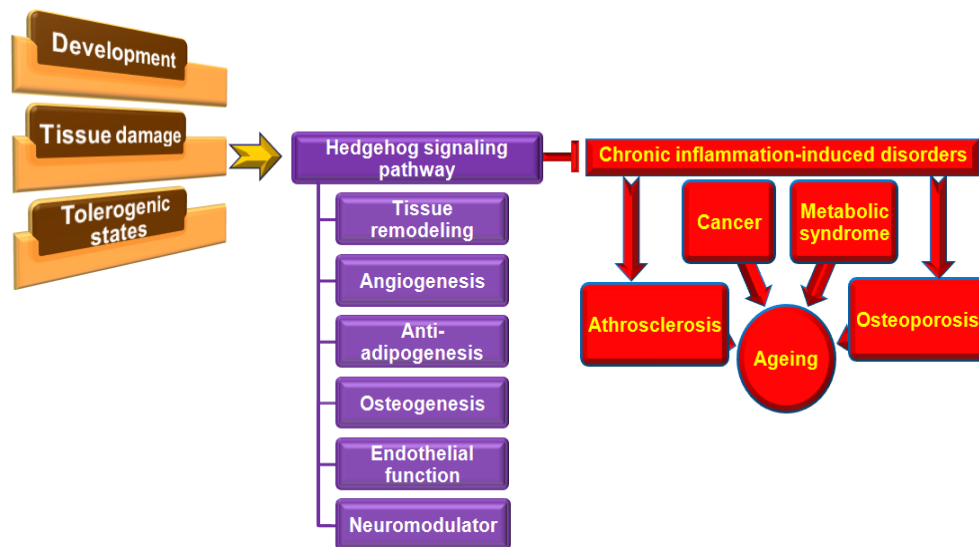 Development
Tissue damage
Tolerogenic
states
Hedgehog signaling
pathway
Tissue
remodeling
Angiogenesis
Anti-
adipogenesis
Osteogenesis
Endothelial
function
Neuromodulator
Chronic inflammation-induced disorders
Cancer
Metabolic
syndrome
Athrosclerosis
Osteoporosis
Ageing